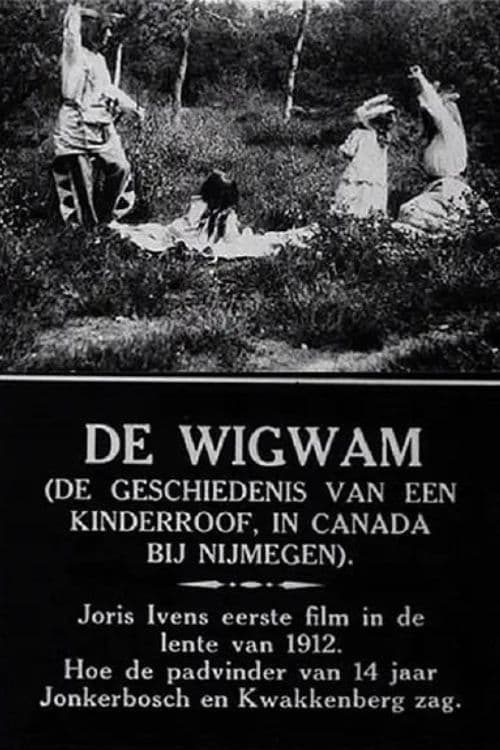 DE WIGWAM
(DE GESCHIEDENIS VAN EEN
KINDERROOF, IN CANADA
BIJ NIJMEGEN).
Joris Ivens eerste film in de
lente van 1912.
Hoe de padvinder van 14 jaar
Jonkerbosch en Kwakkenberg zag.